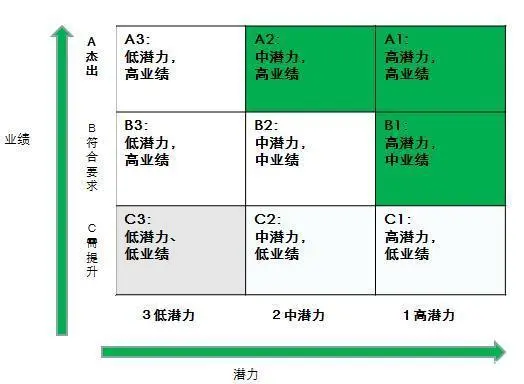 A
杰出
A3:
低潜力,
高业绩
A2:
中潜力,
高业绩
A1:
高潜力,
高业绩
业绩
B
符合要求
B3:
低潜力,
高业绩
B2:
中潜力,
中业绩
B1:
高潜力,
中业绩
C
需提升
C3:
低潜力、
低业绩
C2:
中潜力,
低业绩
C1:
高潜力,
低业绩
3低潜力
2中潜力
1高潜力
潜力